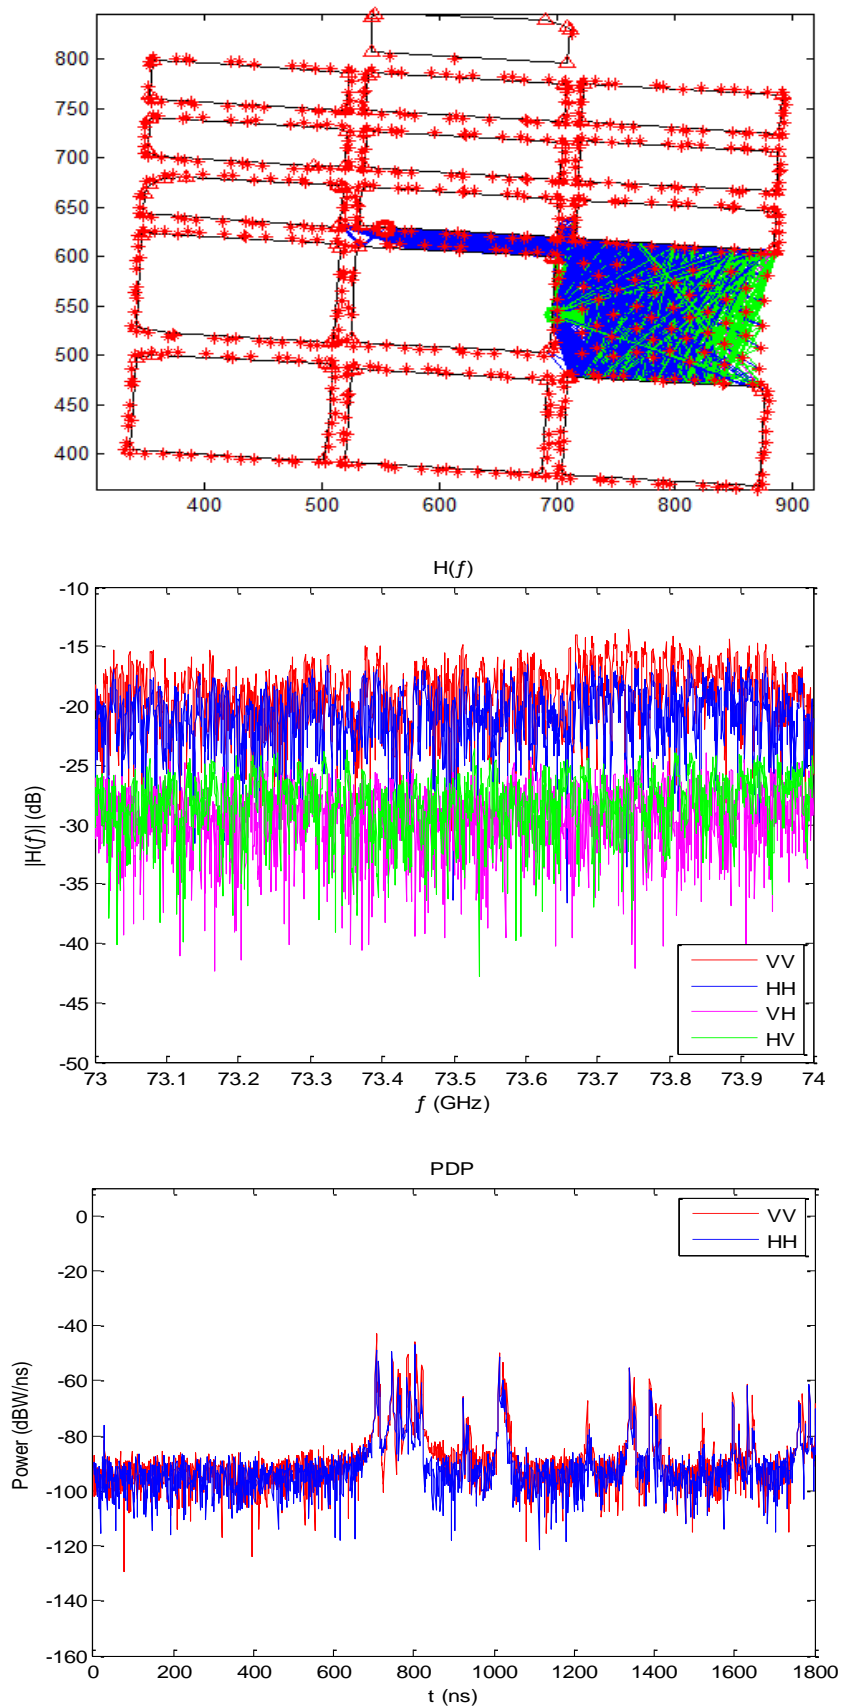 800
750
700
650
600
550
500
450
400
400 500 600 700 800 900
H(ƒ)
-10
-15
-20
-25
-30
-35
-40
-45
-50
|H(ƒ)| (dB)
VV
HH
VH
HV
73 73.1 73.2 73.3 73.4 73.5 73.6 73.7 73.8 73.9 74
ƒ (GHz)
PDP
0
-20
-40
-60
-80
-100
-120
-140
-160
Power (dBW/ns)
VV
HH
0 200 400 600 800 1000 1200 1400 1600 1800
t (ns)